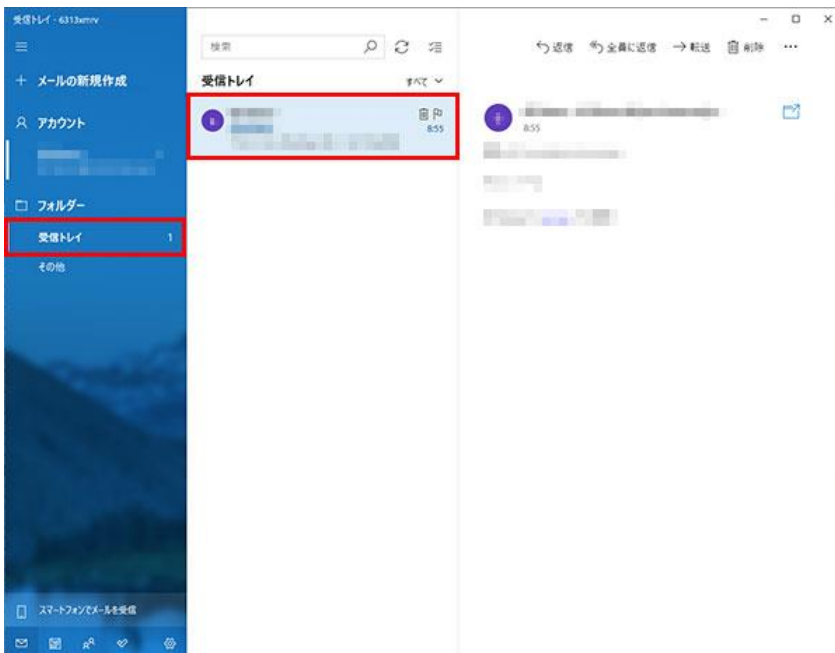 受信トレイ - 6313xmrv
検索
返信 全員に返信 転送 削除 ...
+ メールの新規作成
受信トレイ
すべて
アカウント
8:55
8:55
フォルダー
受信トレイ 1
その他
スマートフォンでメールを受信